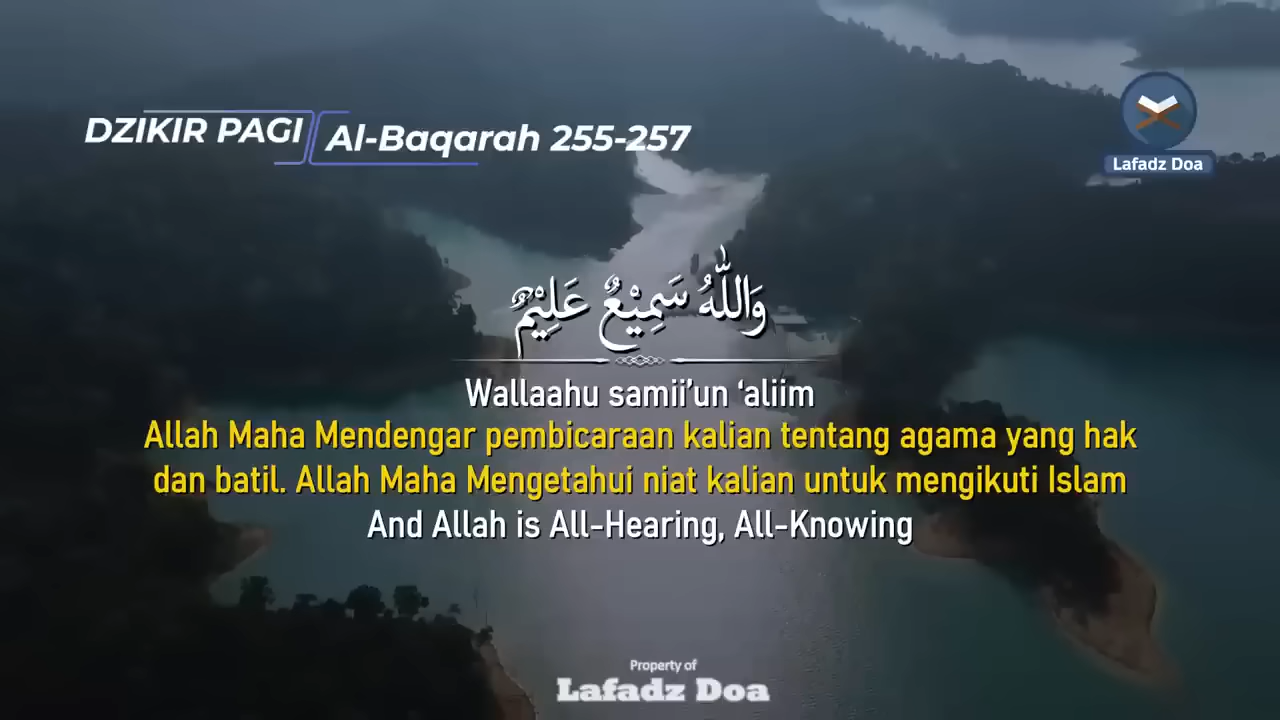 DZIKIR PAGI
Al-Baqarah 255-257
Lafadz Doa
وَاللّٰهُ سَمِيْعٌ عَلِيْمٌ
Wallaahu samii’un ‘aliim
Allah Maha Mendengar pembicaraan kalian tentang agama yang hak
dan batil. Allah Maha Mengetahui niat kalian untuk mengikuti Islam
And Allah is All-Hearing, All-Knowing
Property of
Lafadz Doa